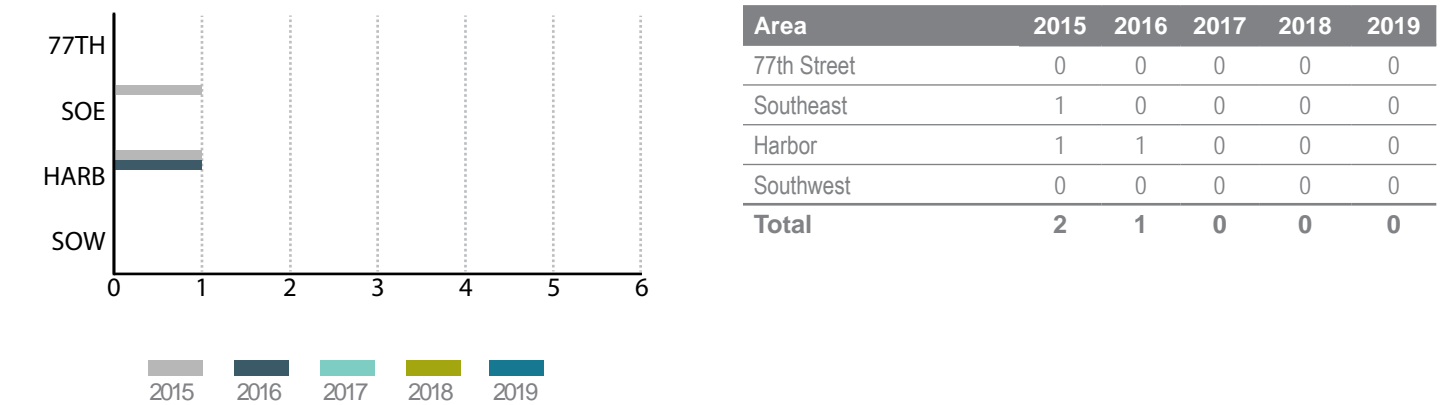 77TH
SOE
HARB
SOW
0 1 2 3 4 5 6
2015 2016 2017 2018 2019
Area 2015 2016 2017 2018 2019
77th Street 0 0 0 0 0
Southeast 1 0 0 0 0
Harbor 1 1 0 0 0
Southwest 0 0 0 0 0
Total 2 1 0 0 0